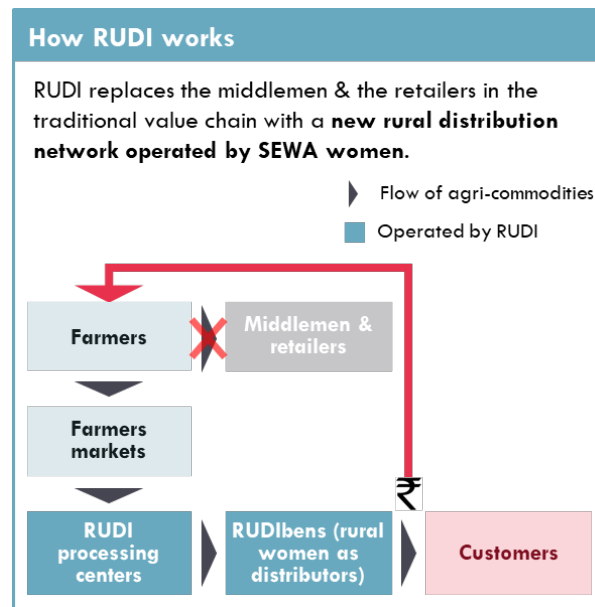 How RUDI works
RUDI replaces the middlemen & the retailers in the
traditional value chain with a new rural distribution
network operated by SEWA women.
Flow of agri-commodities
Operated by RUDI
Farmers
Middlemen &
retailers
Farmers
markets
₹
RUDI
processing
centers
RUDIbens (rural
women as
distributors)
Customers